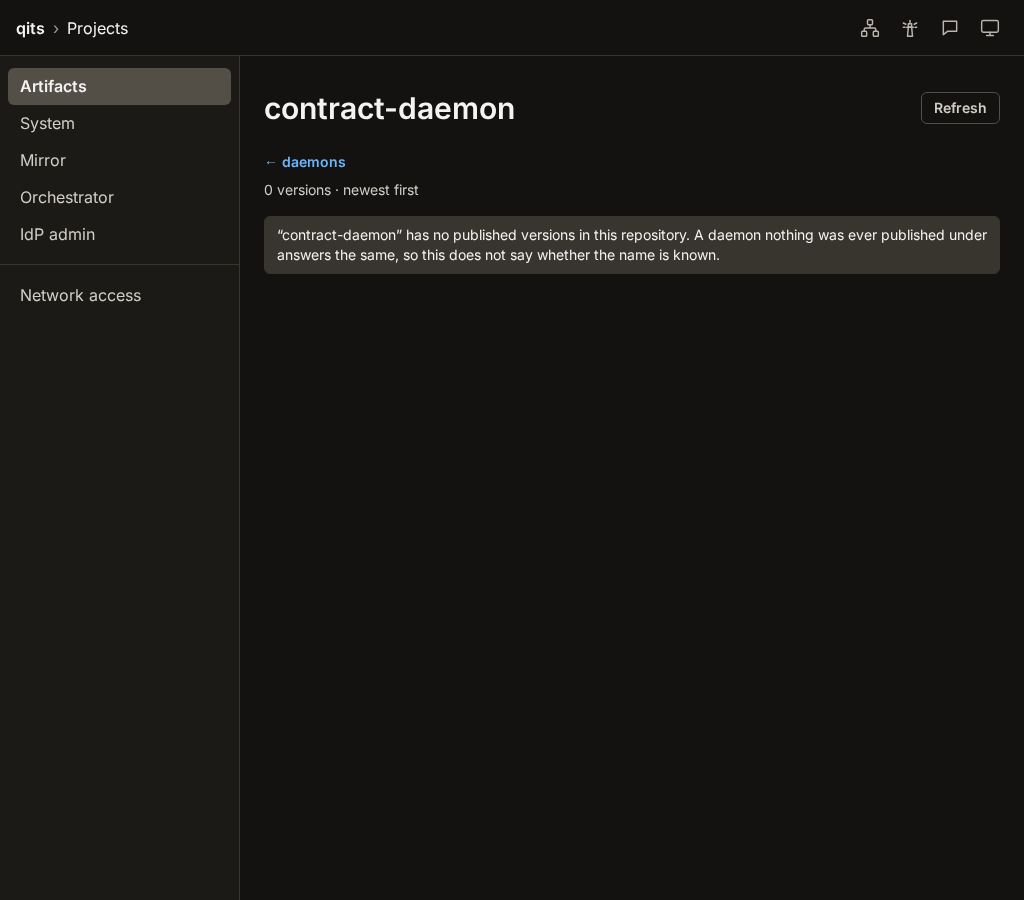 qits › Projects
Artifacts
System
Mirror
Orchestrator
IdP admin
Network access
contract-daemon
Refresh
← daemons
0 versions · newest first
“contract-daemon” has no published versions in this repository. A daemon nothing was ever published under
answers the same, so this does not say whether the name is known.